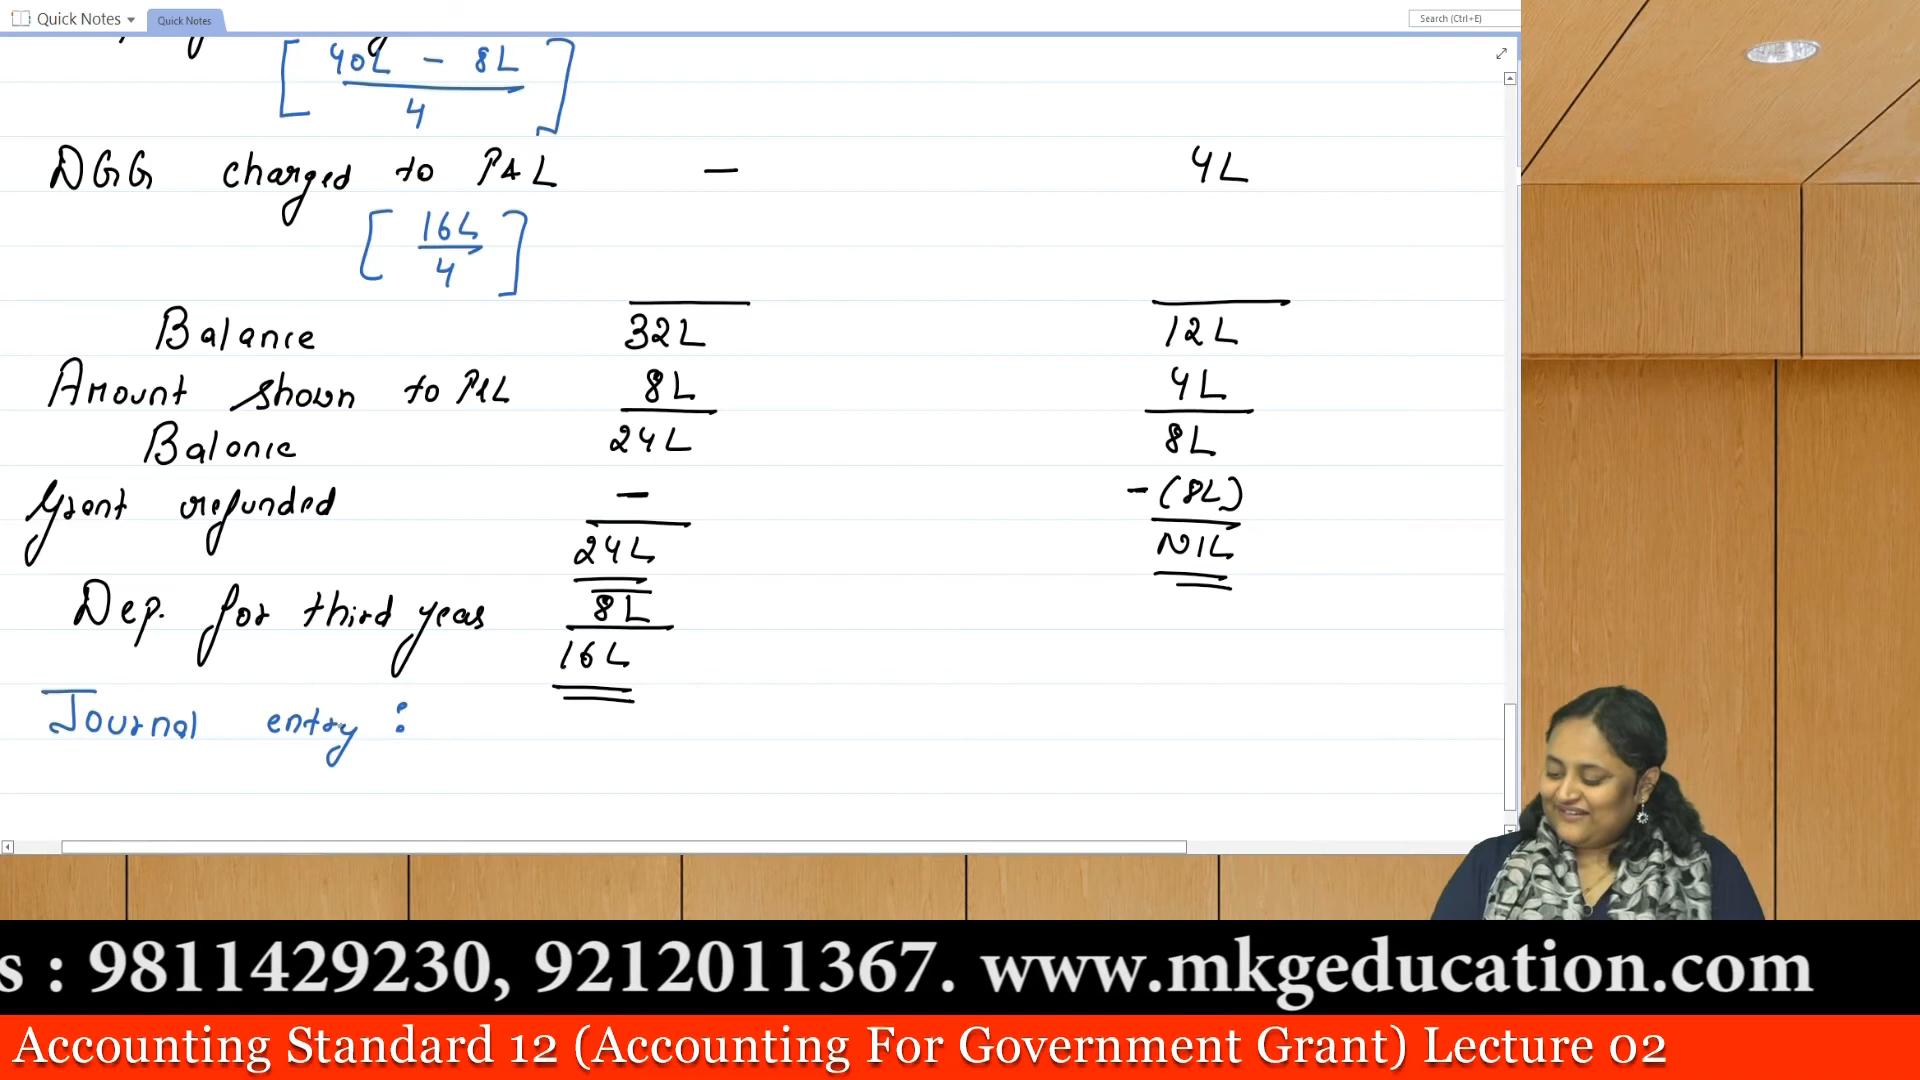 Quick Notes
Quick Notes
Search (Ctrl+E)
[ 40L - 8L / 4 ]
DGG charged to P&L — 4L
[ 16L / 4 ]
Balance 32L 12L
Amount shown to P&L 8L 4L
Balance 24L 8L
Grant refunded — -(8L)
24L NIL
Dep. for third year 8L
16L
Journal entry :
s : 9811429230, 9212011367. www.mkgeducation.com
Accounting Standard 12 (Accounting For Government Grant) Lecture 02